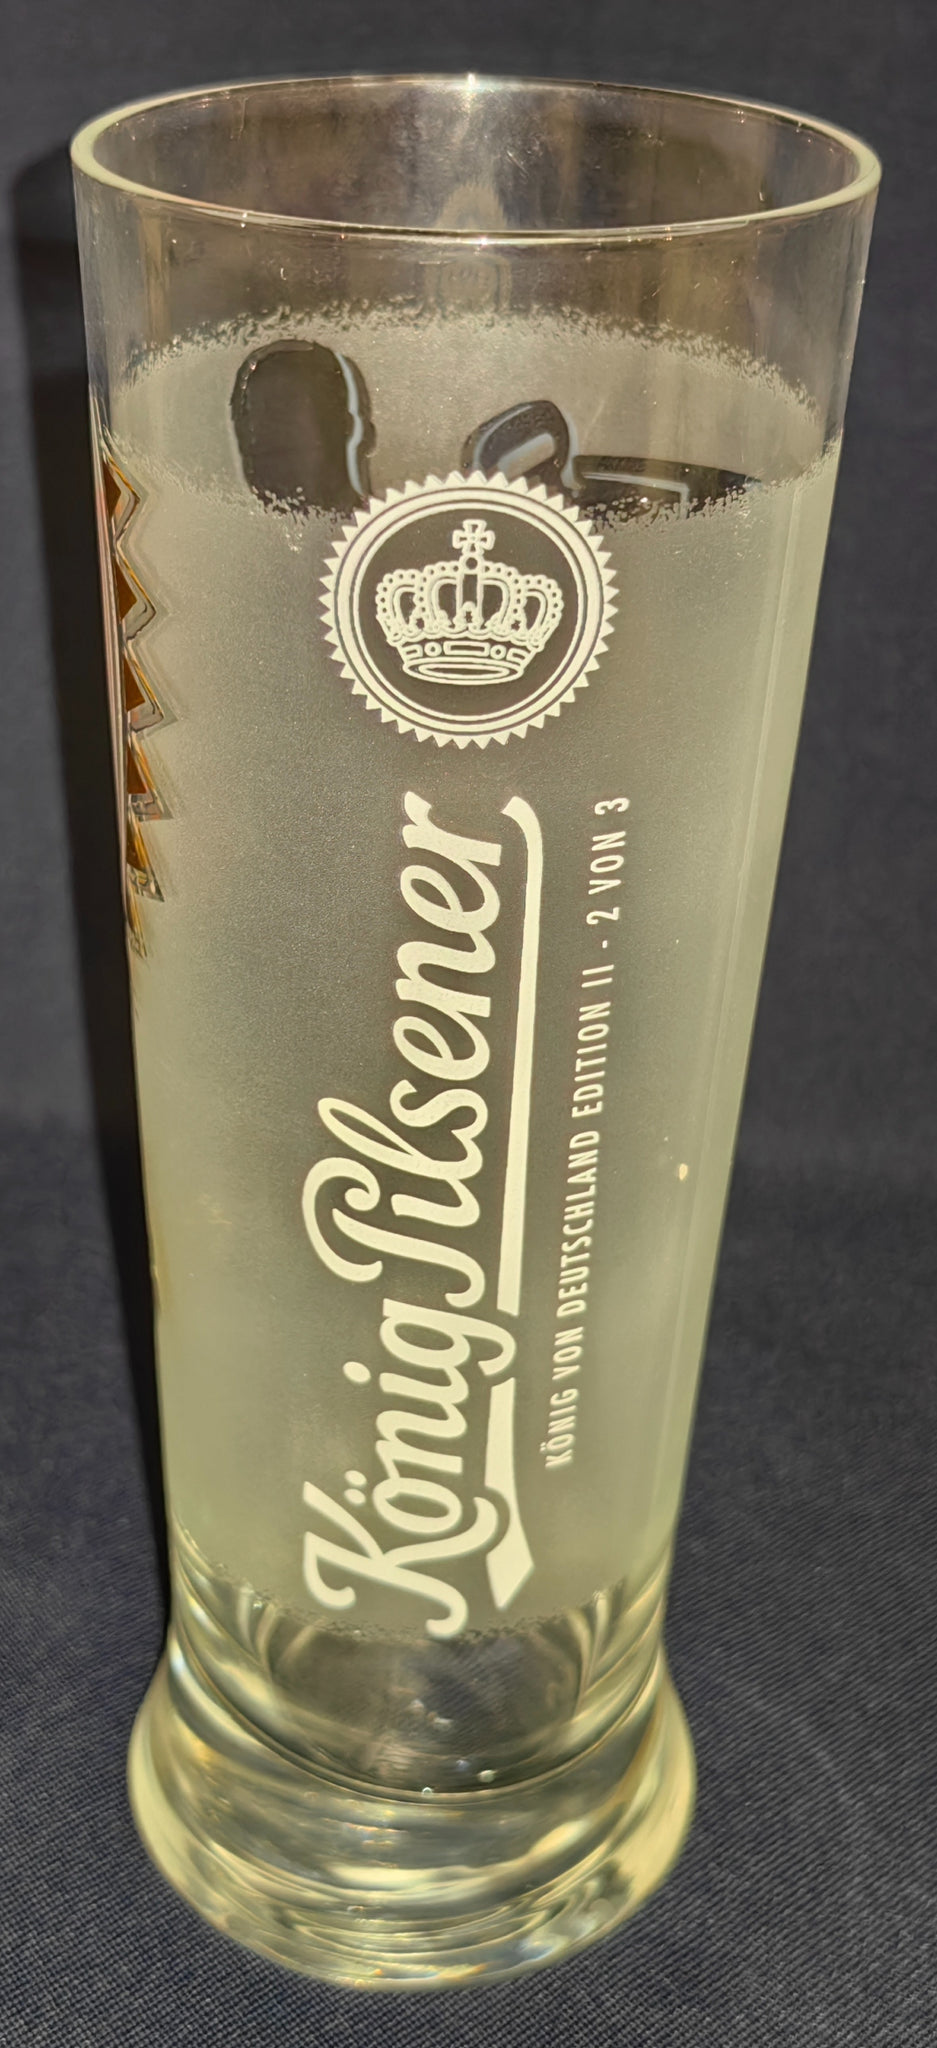 König Pilsener
KÖNIG VON DEUTSCHLAND EDITION II - 2 VON 3